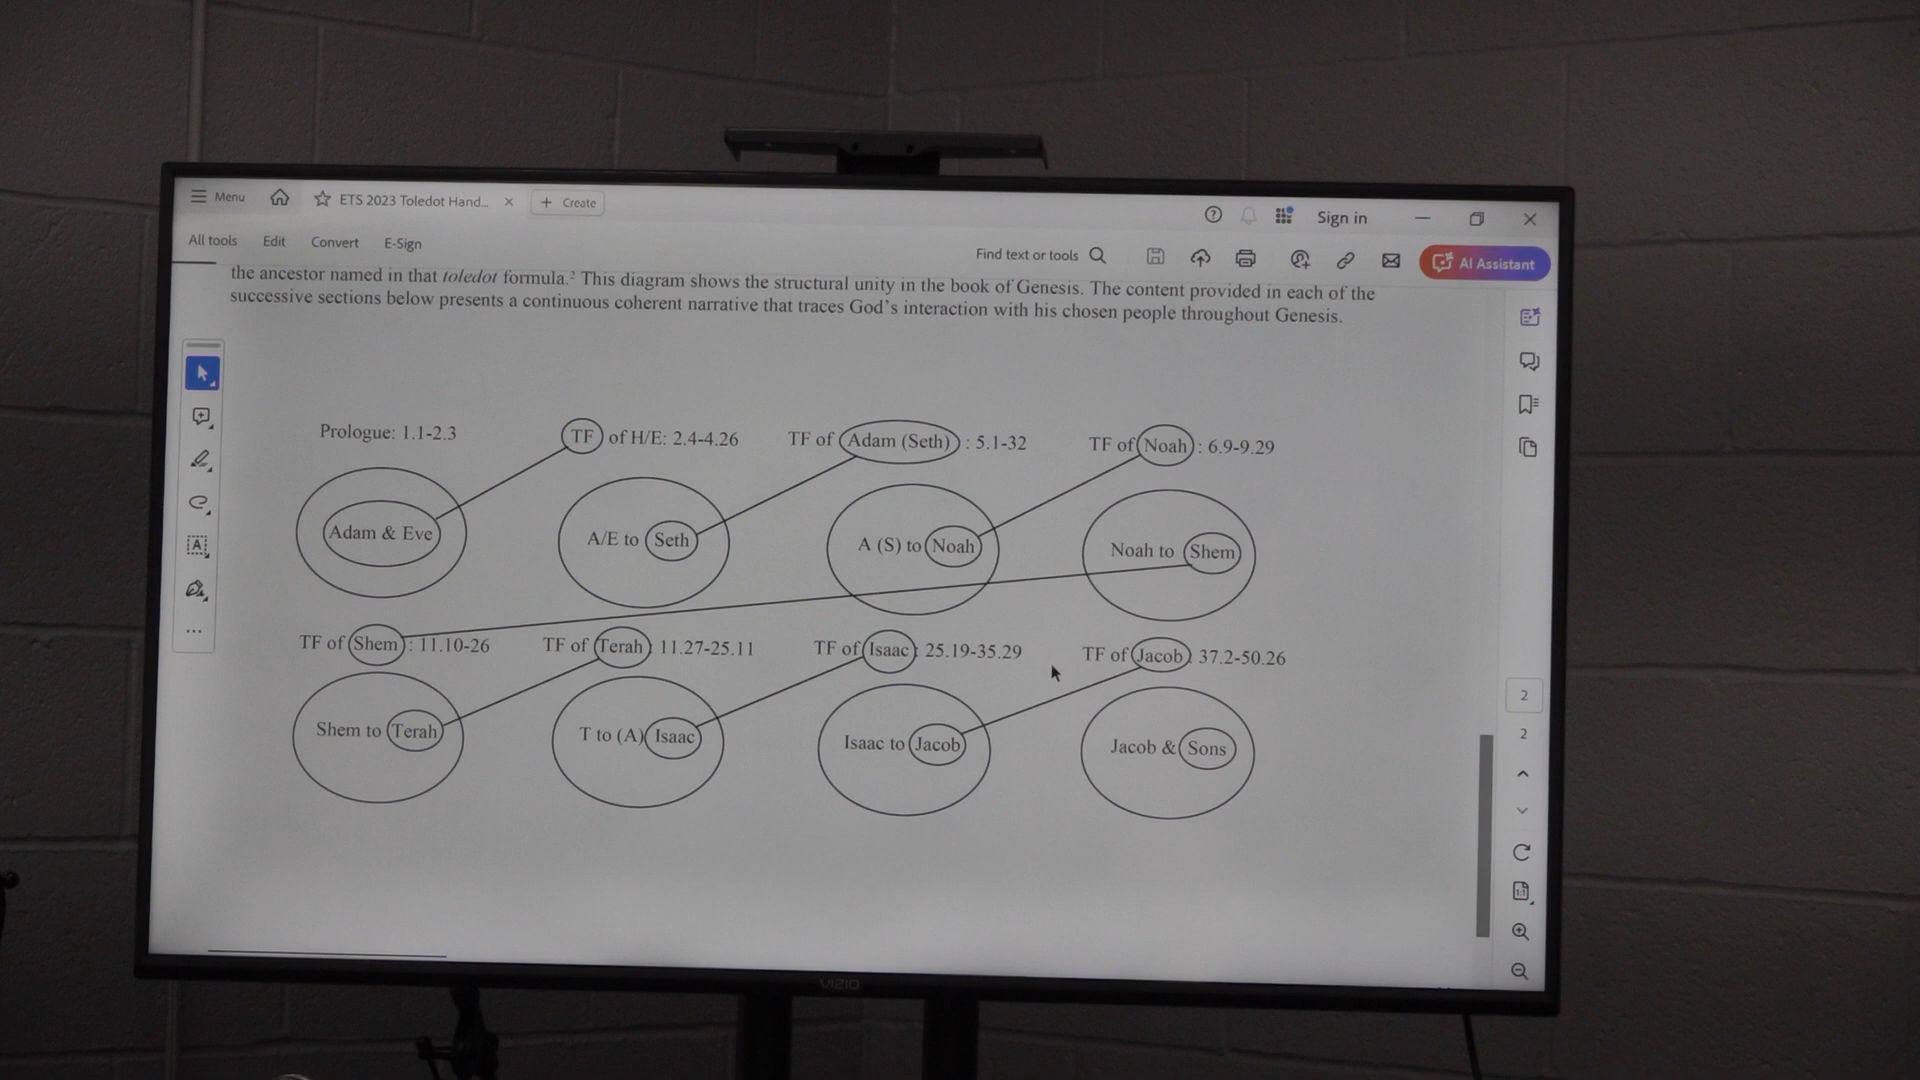 Menu
ETS 2023 Toledot Hand...
Create
Sign in
All tools Edit Convert E-Sign
Find text or tools
AI Assistant
the ancestor named in that toledot formula.² This diagram shows the structural unity in the book of Genesis. The content provided in each of the
successive sections below presents a continuous coherent narrative that traces God's interaction with his chosen people throughout Genesis.
Prologue: 1.1-2.3
TF of H/E: 2.4-4.26
TF of Adam (Seth) : 5.1-32
TF of Noah : 6.9-9.29
Adam & Eve
A/E to Seth
A (S) to Noah
Noah to Shem
TF of Shem : 11.10-26
TF of Terah: 11.27-25.11
TF of Isaac: 25.19-35.29
TF of Jacob: 37.2-50.26
Shem to Terah
T to (A) Isaac
Isaac to Jacob
Jacob & Sons
2
2
VIZIO